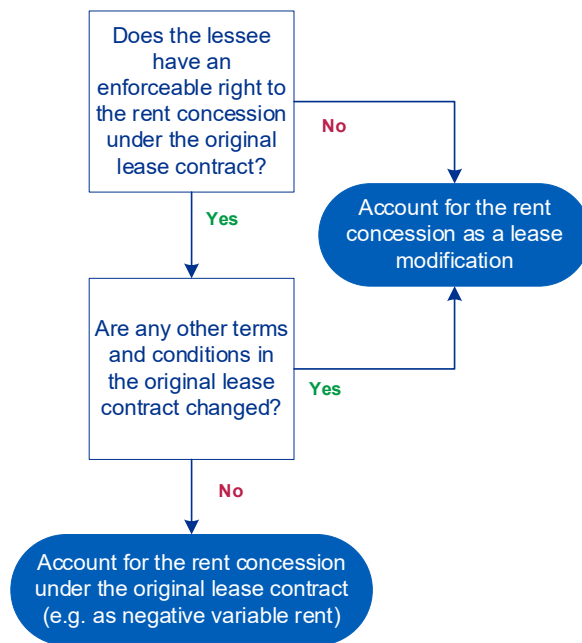 Does the lessee
have an
enforceable right to
the rent concession
under the original
lease contract?
No
Yes
Account for the rent
concession as a lease
modification
Are any other terms
and conditions in
the original lease
contract changed?
Yes
No
Account for the rent concession
under the original lease contract
(e.g. as negative variable rent)